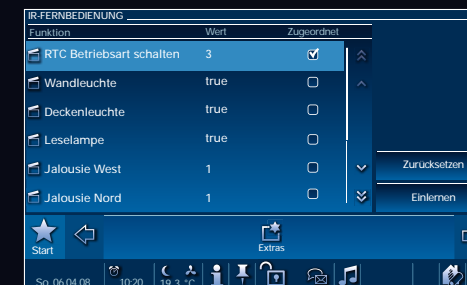 IR-FERNBEDIENUNG
Funktion Wert Zugeordnet
RTC Betriebsart schalten 3
Wandleuchte true
Deckenleuchte true
Leselampe true
Jalousie West 1
Zurücksetzen
Jalousie Nord 1
Einlernen
Start
Extras
So, 06.04.08 10:20 19.3 °C